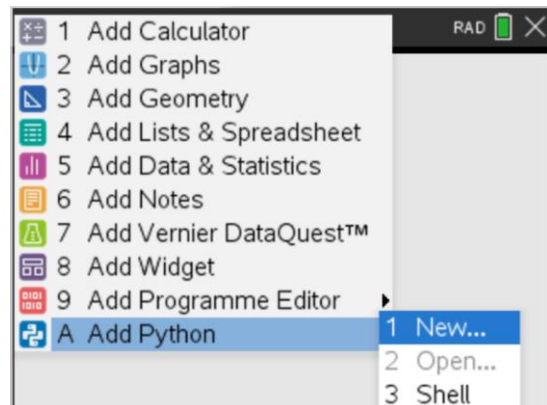 RAD
1 Add Calculator
2 Add Graphs
3 Add Geometry
4 Add Lists & Spreadsheet
5 Add Data & Statistics
6 Add Notes
7 Add Vernier DataQuest™
8 Add Widget
9 Add Programme Editor
A Add Python
1 New...
2 Open...
3 Shell